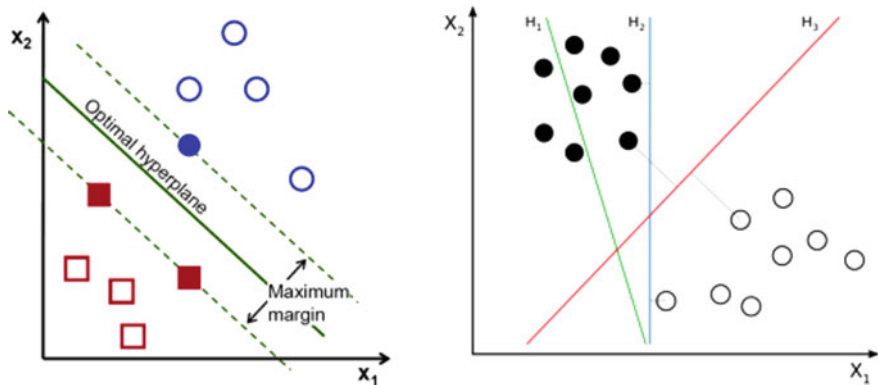 X₂
Optimal hyperplane
Maximum
margin
X₁
X₂
H₁
H₂
H₃
X₁